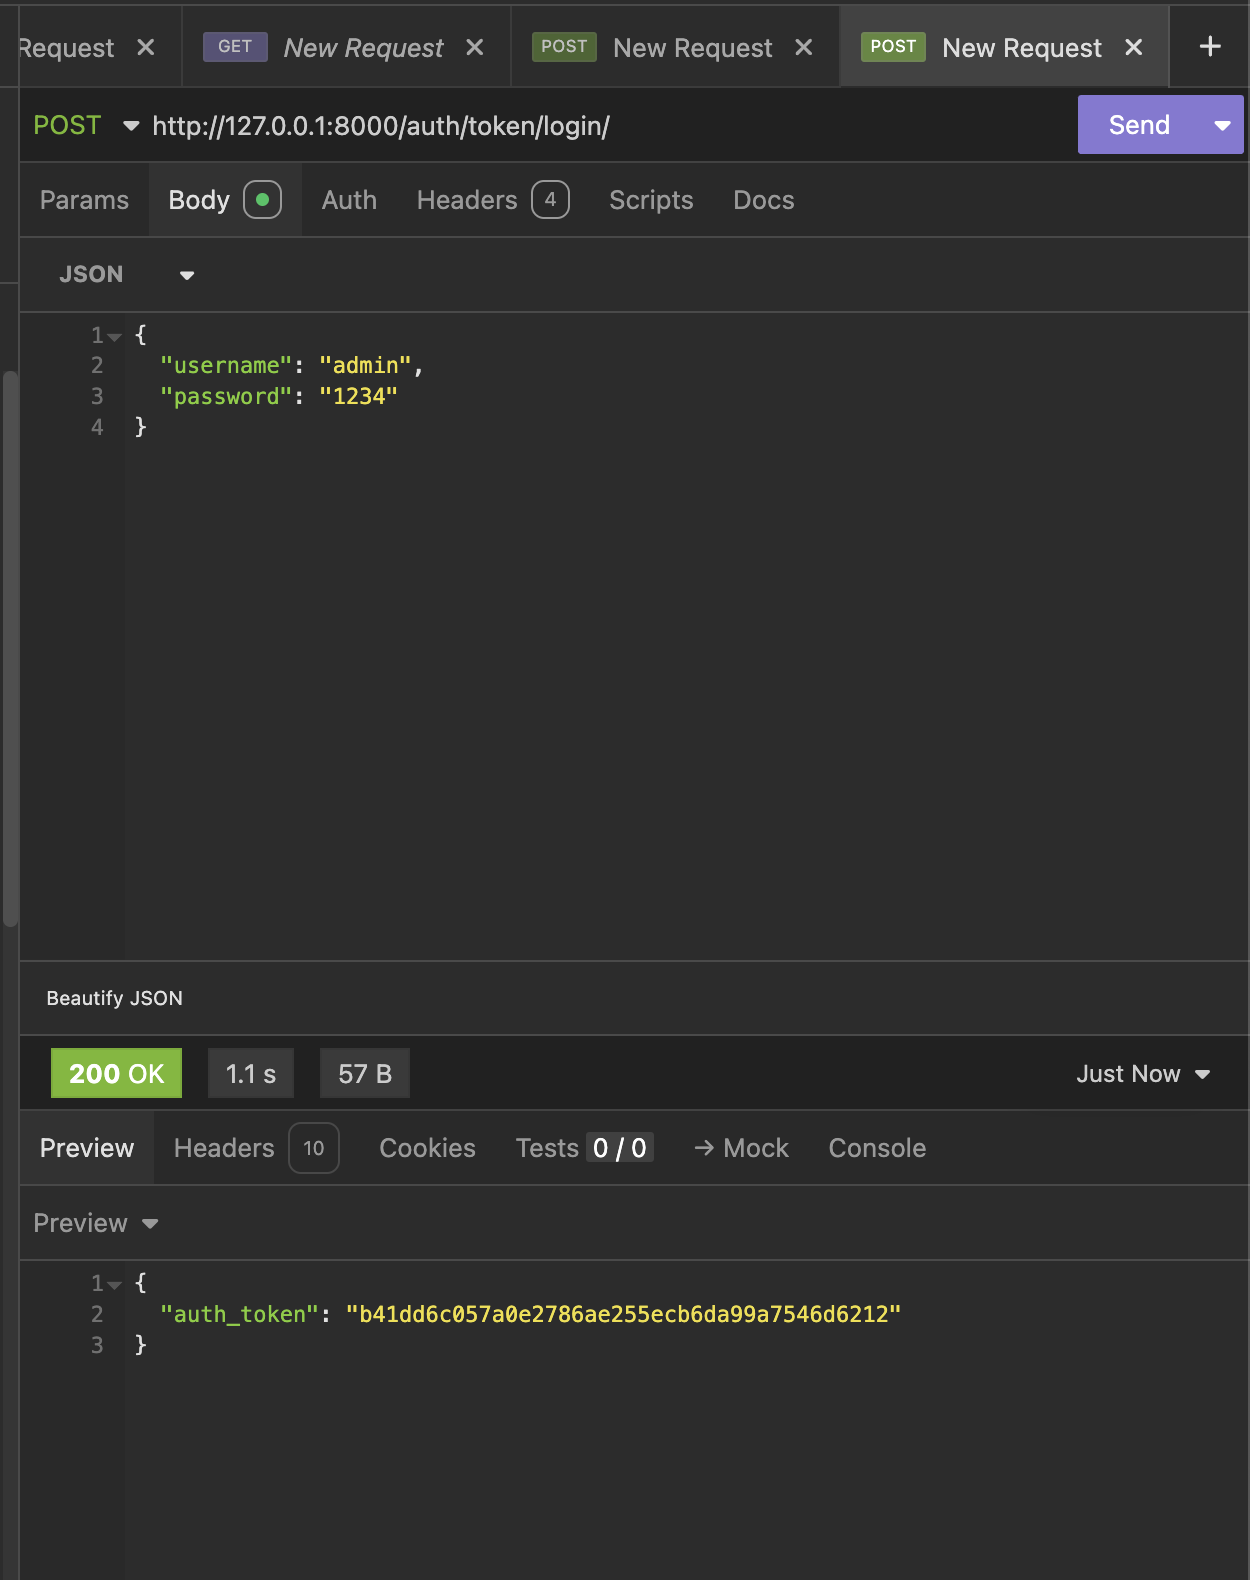 Request ✕ GET New Request ✕ POST New Request ✕ POST New Request ✕ +
POST http://127.0.0.1:8000/auth/token/login/ Send
Params Body Auth Headers 4 Scripts Docs
JSON
1 {
2 "username": "admin",
3 "password": "1234"
4 }
Beautify JSON
200 OK 1.1 s 57 B Just Now
Preview Headers 10 Cookies Tests 0 / 0 → Mock Console
Preview
1 {
2 "auth_token": "b41dd6c057a0e2786ae255ecb6da99a7546d6212"
3 }